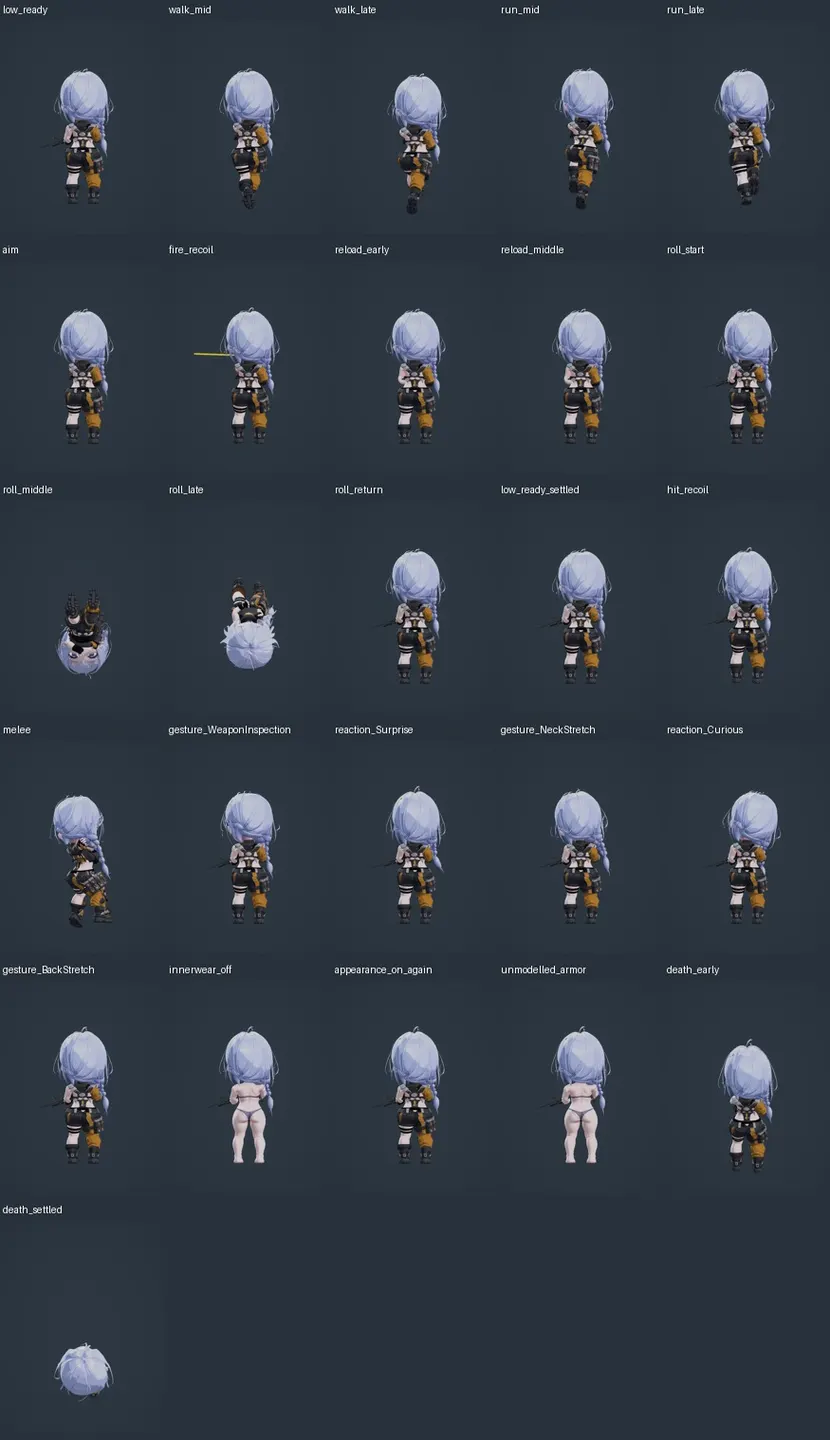 low_ready
walk_mid
walk_late
run_mid
run_late
aim
fire_recoil
reload_early
reload_middle
roll_start
roll_middle
roll_late
roll_return
low_ready_settled
hit_recoil
melee
gesture_WeaponInspection
reaction_Surprise
gesture_NeckStretch
reaction_Curious
gesture_BackStretch
innerwear_off
appearance_on_again
unmodelled_armor
death_early
death_settled